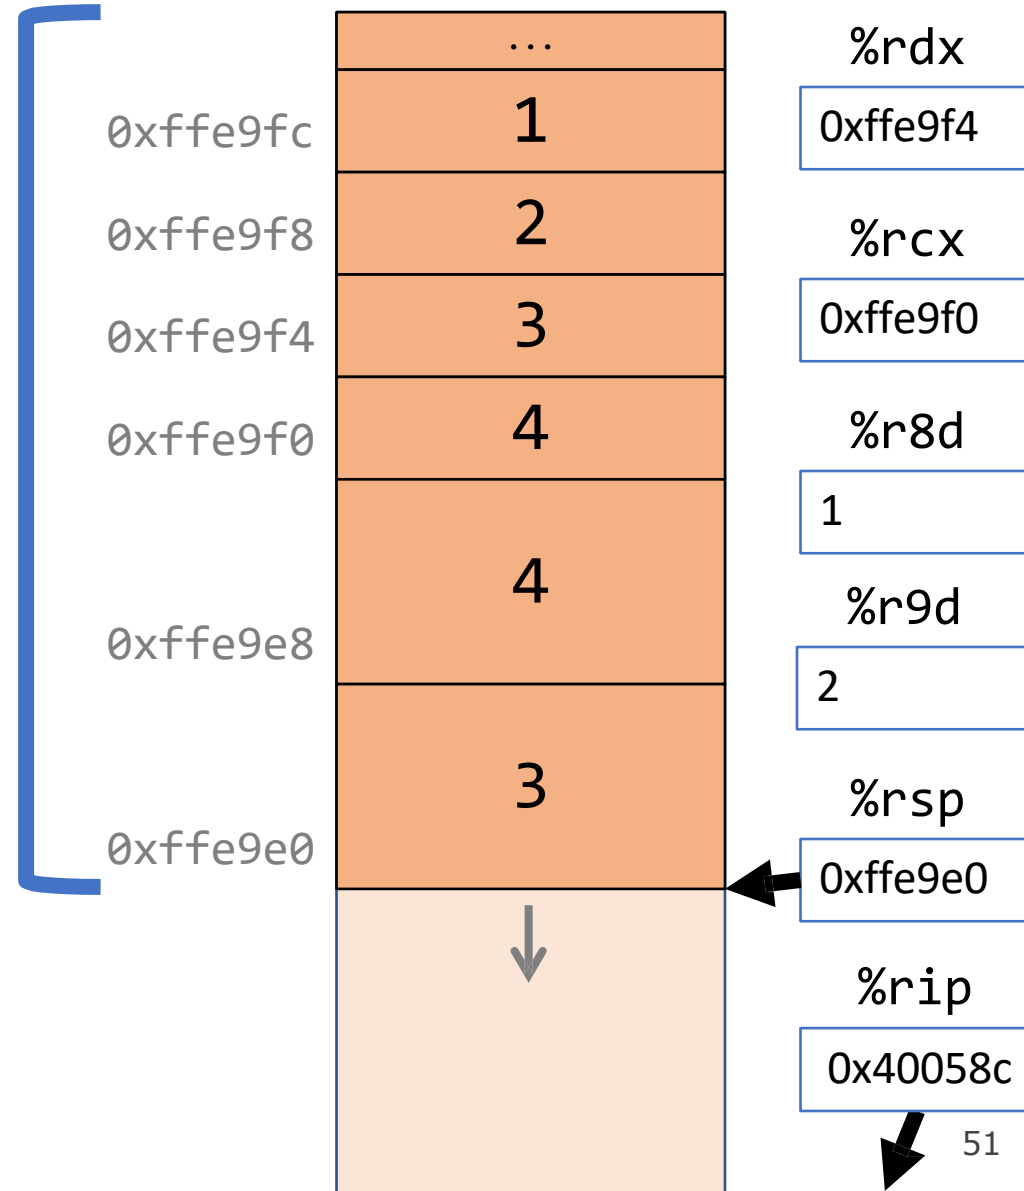 ...
%rdx
0xffe9fc
1
0xffe9f4
0xffe9f8
2
%rcx
0xffe9f4
3
0xffe9f0
0xffe9f0
4
%r8d
1
4
%r9d
0xffe9e8
2
3
%rsp
0xffe9e0
0xffe9e0
%rip
0x40058c
51